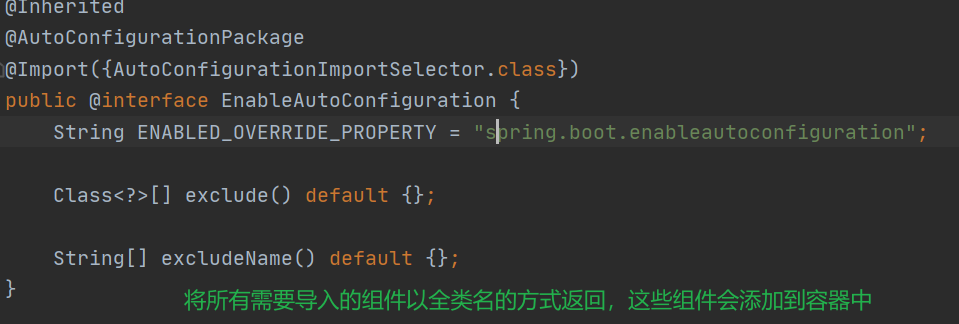 @Inherited
@AutoConfigurationPackage
@Import({AutoConfigurationImportSelector.class})
public @interface EnableAutoConfiguration {
    String ENABLED_OVERRIDE_PROPERTY = "spring.boot.enableautoconfiguration";
    Class<?>[] exclude() default {};
    String[] excludeName() default {};
}
将所有需要导入的组件以全类名的方式返回，这些组件会添加到容器中